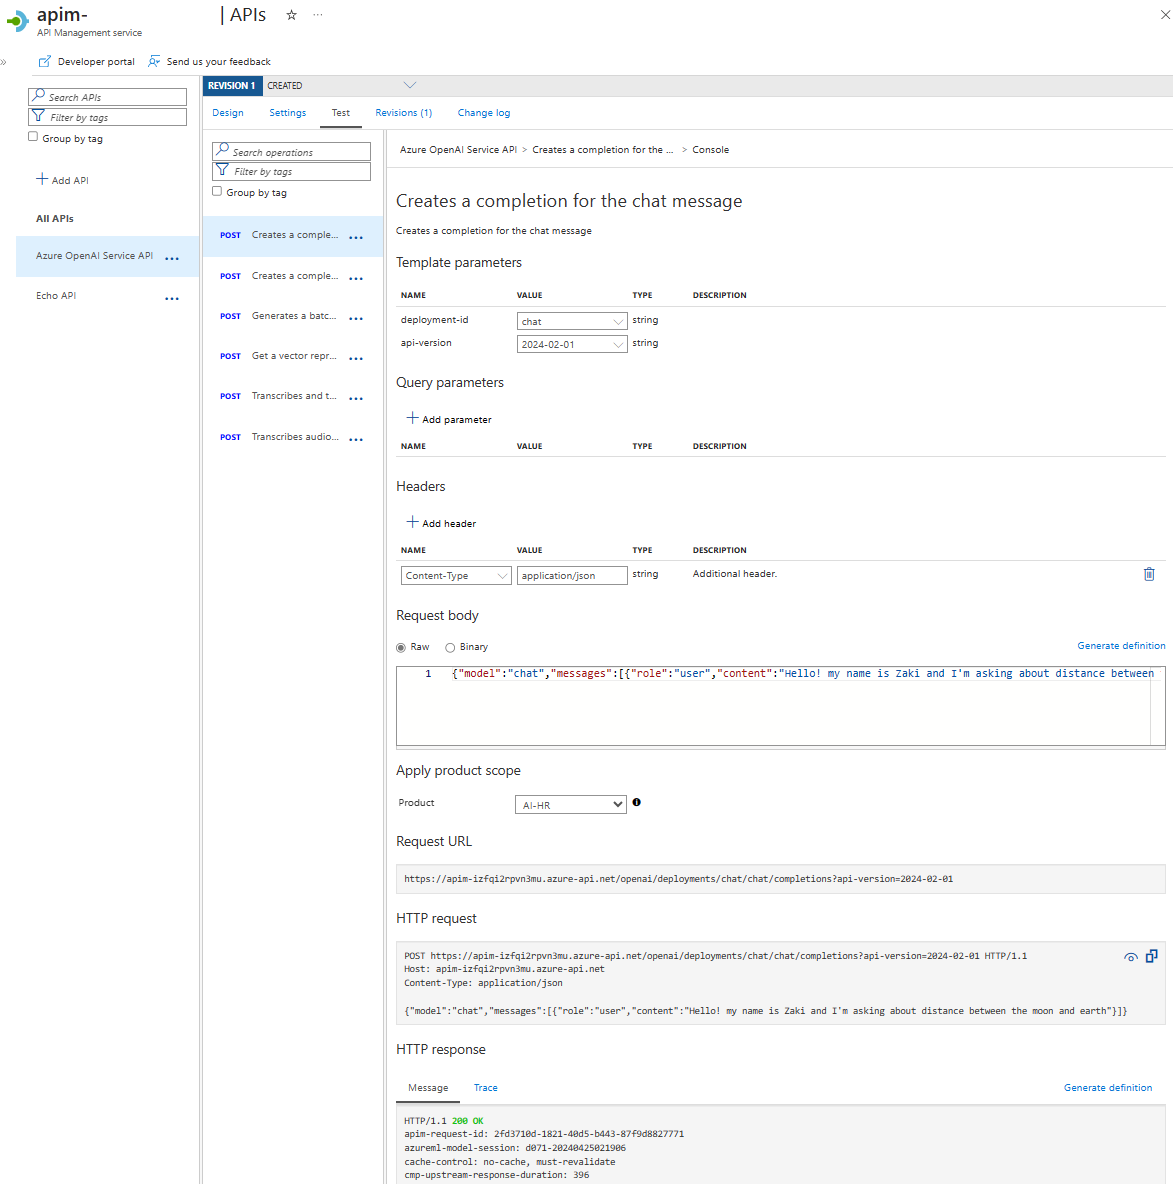 apim-
API Management service
| APIs
Developer portal
Send us your feedback
Search APIs
Filter by tags
Group by tag
Add API
All APIs
Azure OpenAI Service API
Echo API
REVISION 1
CREATED
Design
Settings
Test
Revisions (1)
Change log
Search operations
Filter by tags
Group by tag
POST Creates a comple...
POST Creates a comple...
POST Generates a batc...
POST Get a vector repr...
POST Transcribes and t...
POST Transcribes audio...
Azure OpenAI Service API > Creates a completion for the ... > Console
Creates a completion for the chat message
Creates a completion for the chat message
Template parameters
NAME VALUE TYPE DESCRIPTION
deployment-id chat string
api-version 2024-02-01 string
Query parameters
Add parameter
NAME VALUE TYPE DESCRIPTION
Headers
Add header
NAME VALUE TYPE DESCRIPTION
Content-Type application/json string Additional header.
Request body
Raw Binary Generate definition
1 {"model":"chat","messages":[{"role":"user","content":"Hello! my name is Zaki and I'm asking about distance between
Apply product scope
Product AI-HR
Request URL
https://apim-izfqi2rpvn3mu.azure-api.net/openai/deployments/chat/chat/completions?api-version=2024-02-01
HTTP request
POST https://apim-izfqi2rpvn3mu.azure-api.net/openai/deployments/chat/chat/completions?api-version=2024-02-01 HTTP/1.1
Host: apim-izfqi2rpvn3mu.azure-api.net
Content-Type: application/json
{"model":"chat","messages":[{"role":"user","content":"Hello! my name is Zaki and I'm asking about distance between the moon and earth"}]}
HTTP response
Message Trace Generate definition
HTTP/1.1 200 OK
apim-request-id: 2fd3710d-1821-40d5-b443-87f9d8827771
azureml-model-session: d071-20240425021906
cache-control: no-cache, must-revalidate
cmp-upstream-response-duration: 396